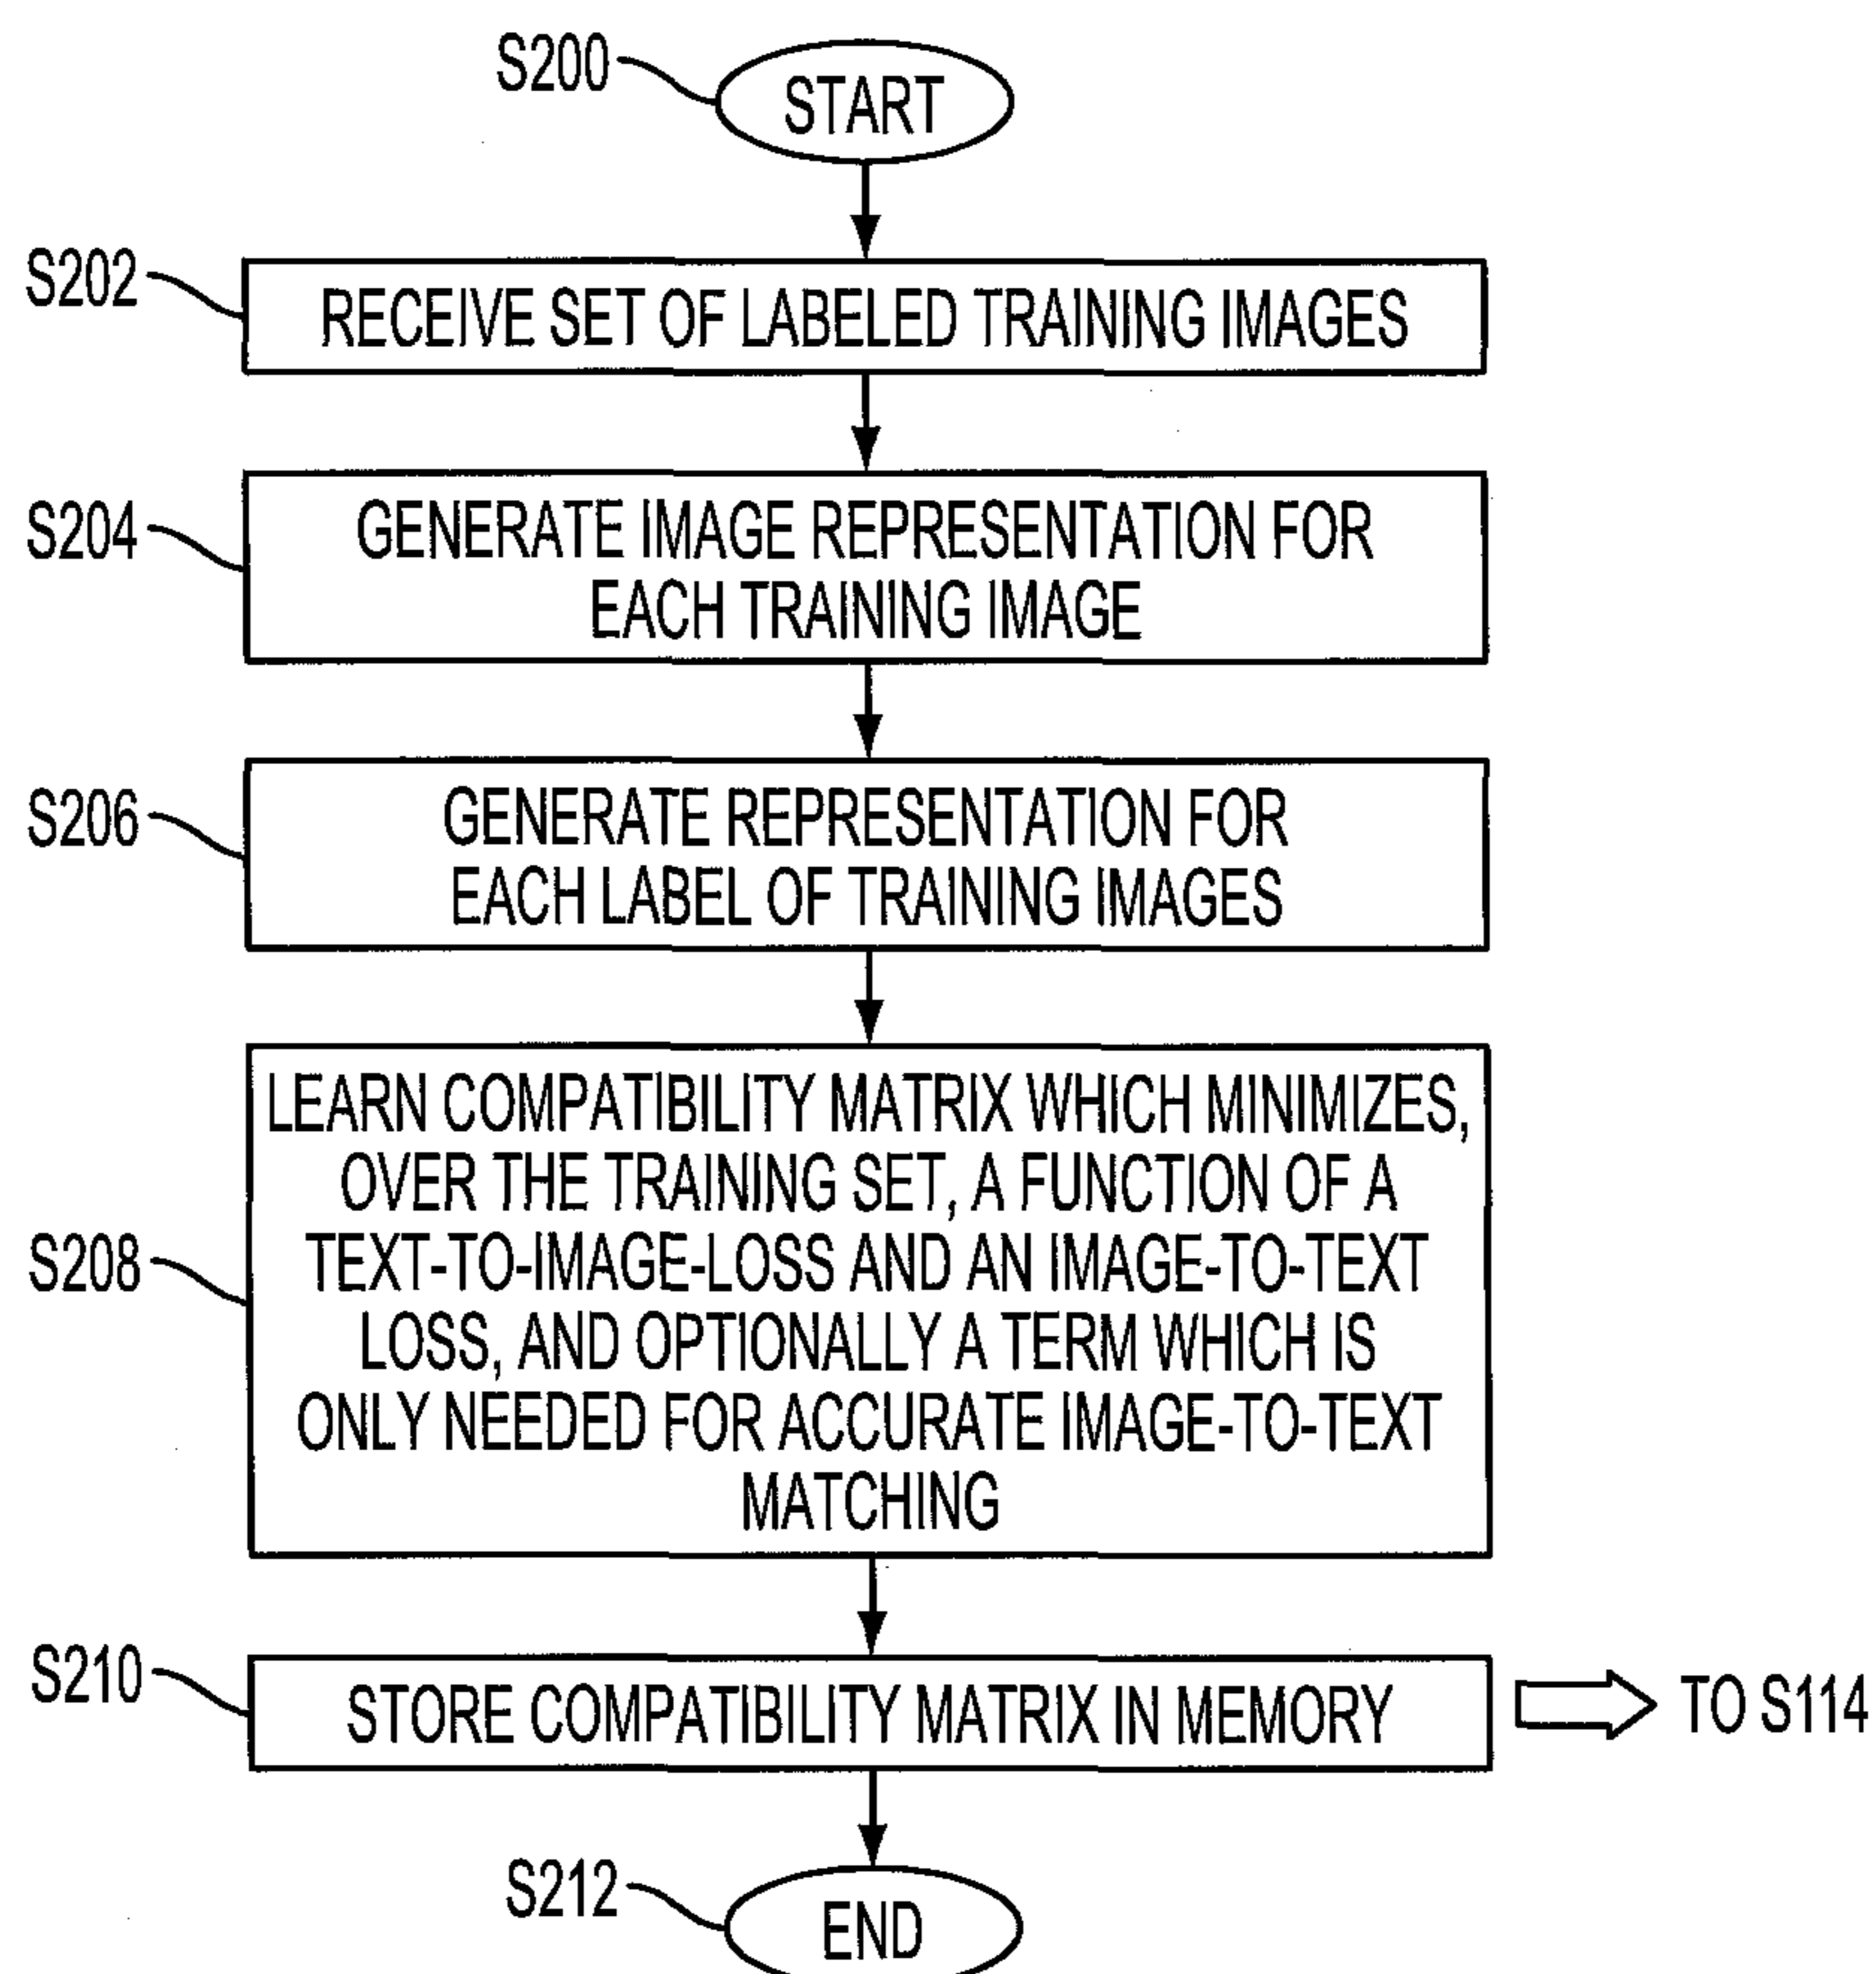 S200
START
S202
RECEIVE SET OF LABELED TRAINING IMAGES
S204
GENERATE IMAGE REPRESENTATION FOR
EACH TRAINING IMAGE
S206
GENERATE REPRESENTATION FOR
EACH LABEL OF TRAINING IMAGES
S208
LEARN COMPATIBILITY MATRIX WHICH MINIMIZES,
OVER THE TRAINING SET, A FUNCTION OF A
TEXT-TO-IMAGE-LOSS AND AN IMAGE-TO-TEXT
LOSS, AND OPTIONALLY A TERM WHICH IS
ONLY NEEDED FOR ACCURATE IMAGE-TO-TEXT
MATCHING
S210
STORE COMPATIBILITY MATRIX IN MEMORY
TO S114
S212
END